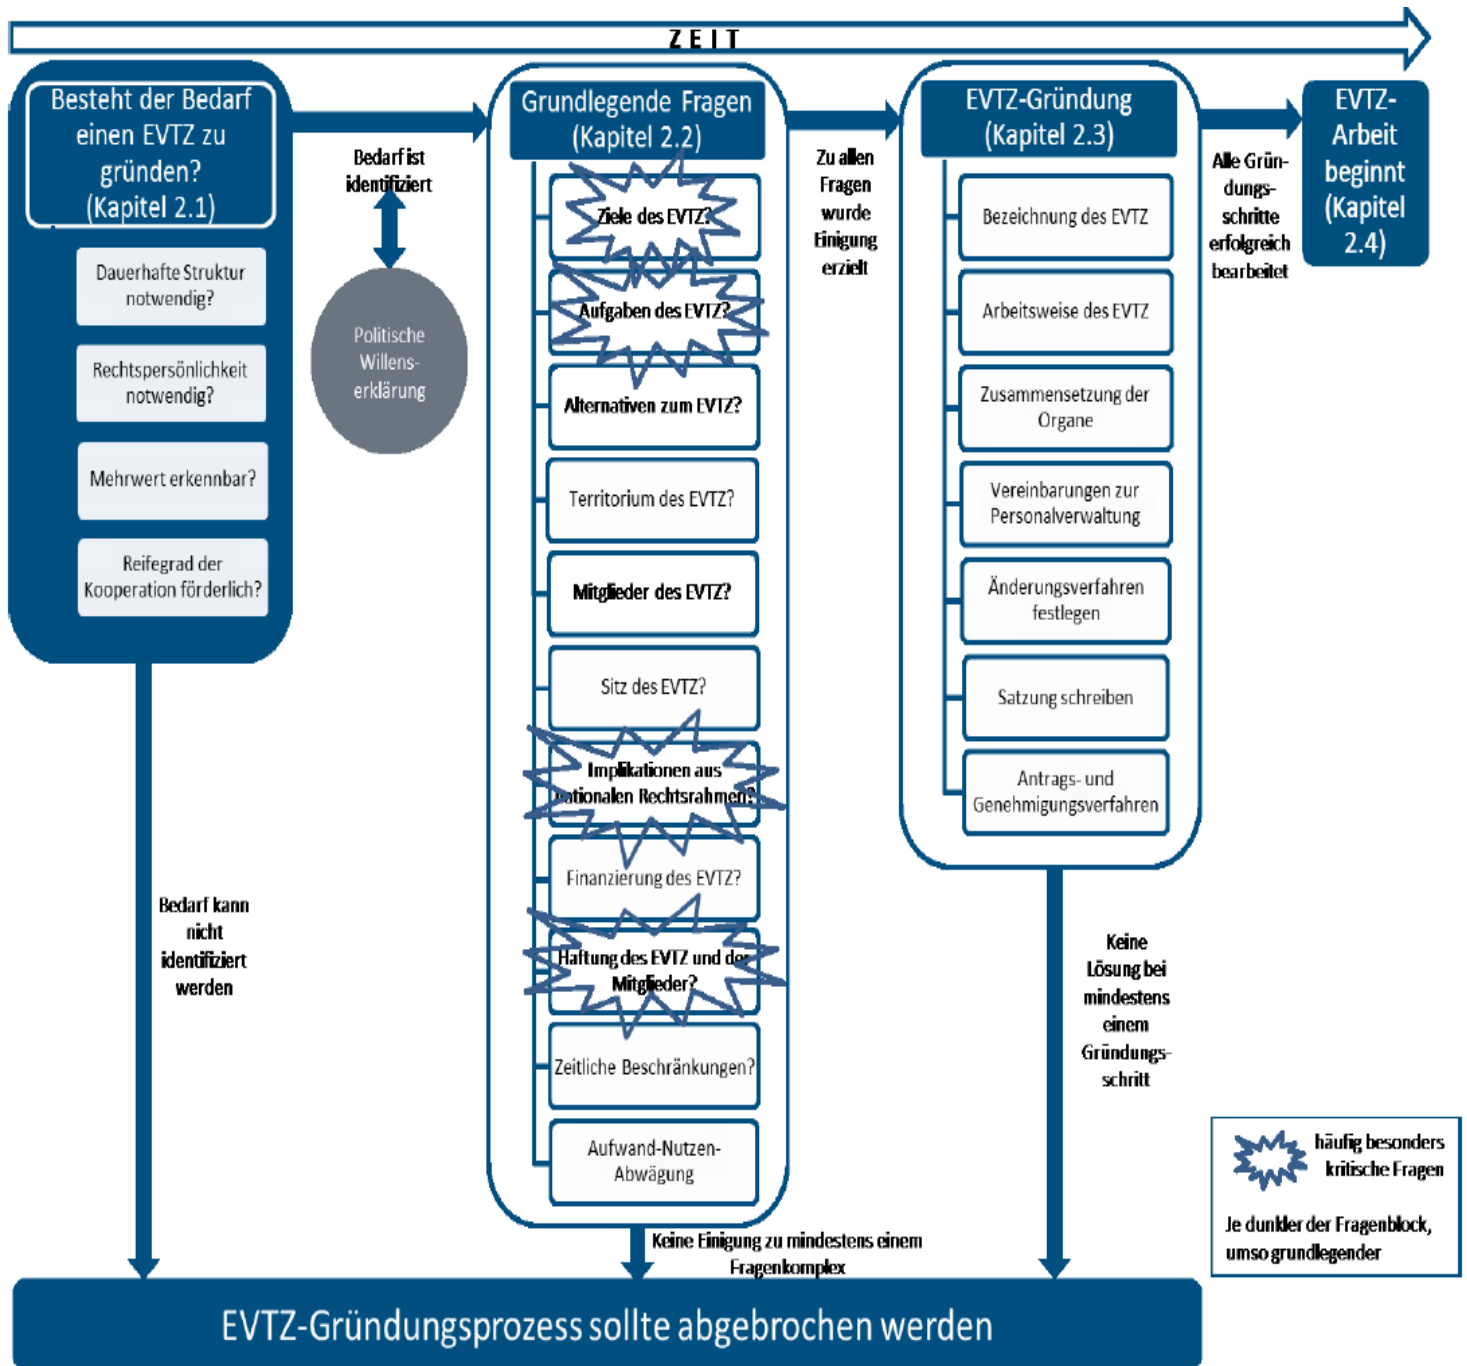 ZEIT
Besteht der Bedarf
einen EVTZ zu
gründen?
(Kapitel 2.1)
Dauerhafte Struktur
notwendig?
Rechtspersönlichkeit
notwendig?
Mehrwert erkennbar?
Reifegrad der
Kooperation förderlich?
Bedarf ist
identifiziert
Politische
Willens-
erklärung
Grundlegende Fragen
(Kapitel 2.2)
Ziele des EVTZ?
Aufgaben des EVTZ?
Alternativen zum EVTZ?
Territorium des EVTZ?
Mitglieder des EVTZ?
Sitz des EVTZ?
Implikationen aus
nationalen Rechtsrahmen?
Finanzierung des EVTZ?
Haftung des EVTZ und der
Mitglieder?
Zeitliche Beschränkungen?
Aufwand-Nutzen-
Abwägung
Zu allen
Fragen
wurde
Einigung
erzielt
EVTZ-Gründung
(Kapitel 2.3)
Bezeichnung des EVTZ
Arbeitsweise des EVTZ
Zusammensetzung der
Organe
Vereinbarungen zur
Personalverwaltung
Änderungsverfahren
festlegen
Satzung schreiben
Antrags- und
Genehmigungsverfahren
Alle Grün-
dungs-
schritte
erfolgreich
bearbeitet
EVTZ-
Arbeit
beginnt
(Kapitel
2.4)
Bedarf kann
nicht
identifiziert
werden
Keine Einigung zu mindestens einem
Fragenkomplex
Keine
Lösung bei
mindestens
einem
Gründungs-
schritt
häufig besonders
kritische Fragen
Je dunkler der Fragenblock,
umso grundlegender
EVTZ-Gründungsprozess sollte abgebrochen werden